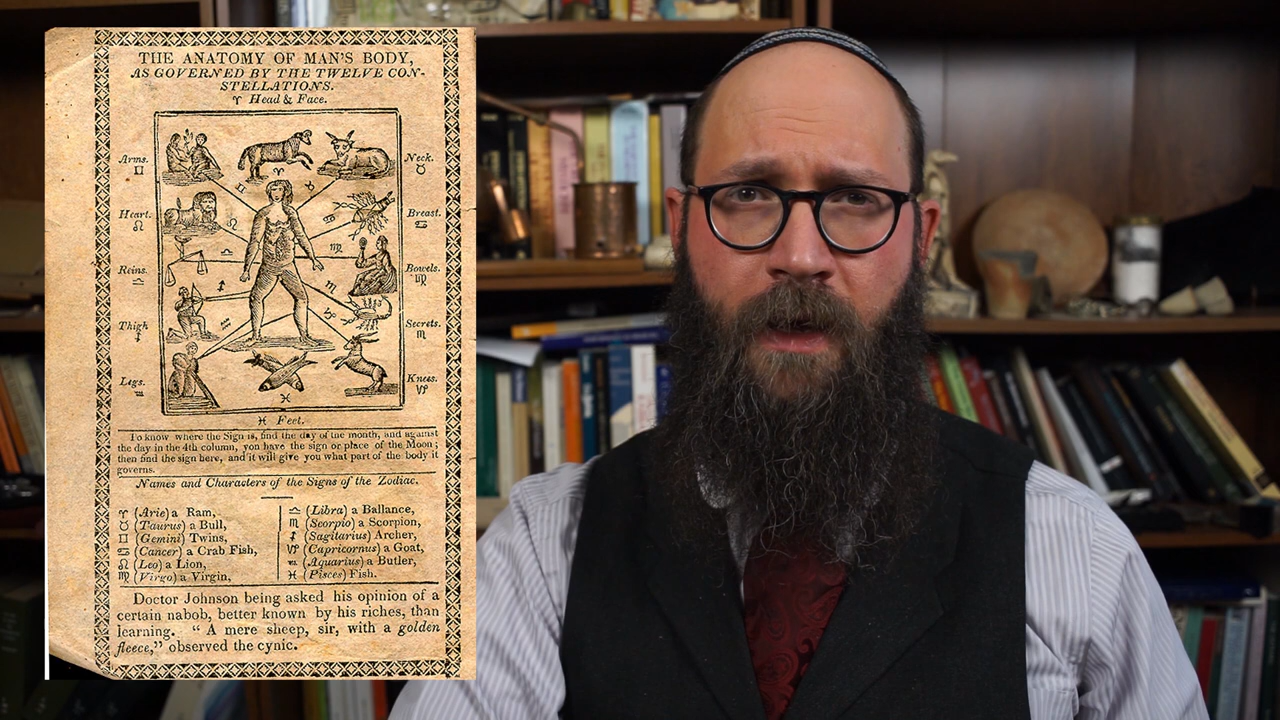 THE ANATOMY OF MAN'S BODY,
AS GOVERNED BY THE TWELVE CON-
STELLATIONS.
♈ Head & Face.
Arms.
♊
Neck.
♉
Heart.
♌
Breast.
♋
Reins.
♎
Bowels.
♍
Thigh
♐
Secrets.
♏
Legs.
♒
Knees.
♑
♓ Feet.
To know where the Sign is, find the day of the month, and against
the day in the 4th column, you have the sign or place of the Moon;
then find the sign here, and it will give you what part of the body it
governs.
Names and Characters of the Signs of the Zodiac.
♈ (Arie) a Ram,
♉ (Taurus) a Bull,
♊ (Gemini) Twins,
♋ (Cancer) a Crab Fish,
♌ (Leo) a Lion,
♍ (Virgo) a Virgin,
♎ (Libra) a Ballance,
♏ (Scorpio) a Scorpion,
♐ (Sagitarius) Archer,
♑ (Capricornus) a Goat,
♒ (Aquarius) a Butler,
♓ (Pisces) Fish.
Doctor Johnson being asked his opinion of a
certain nabob, better known by his riches, than
learning. "A mere sheep, sir, with a golden
fleece," observed the cynic.